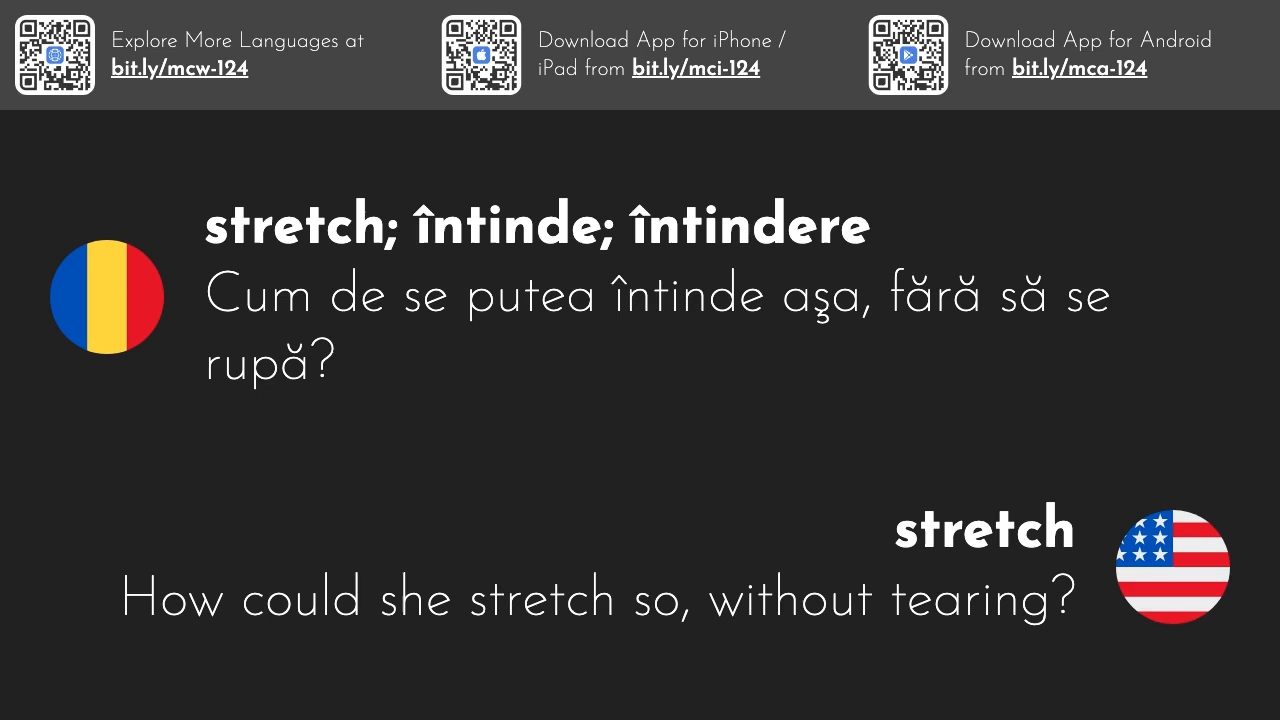 Explore More Languages at
bit.ly/mcw-124
Download App for iPhone /
iPad from bit.ly/mci-124
Download App for Android
from bit.ly/mca-124
stretch; întinde; întindere
Cum de se putea întinde aşa, fără să se
rupă?
stretch
How could she stretch so, without tearing?